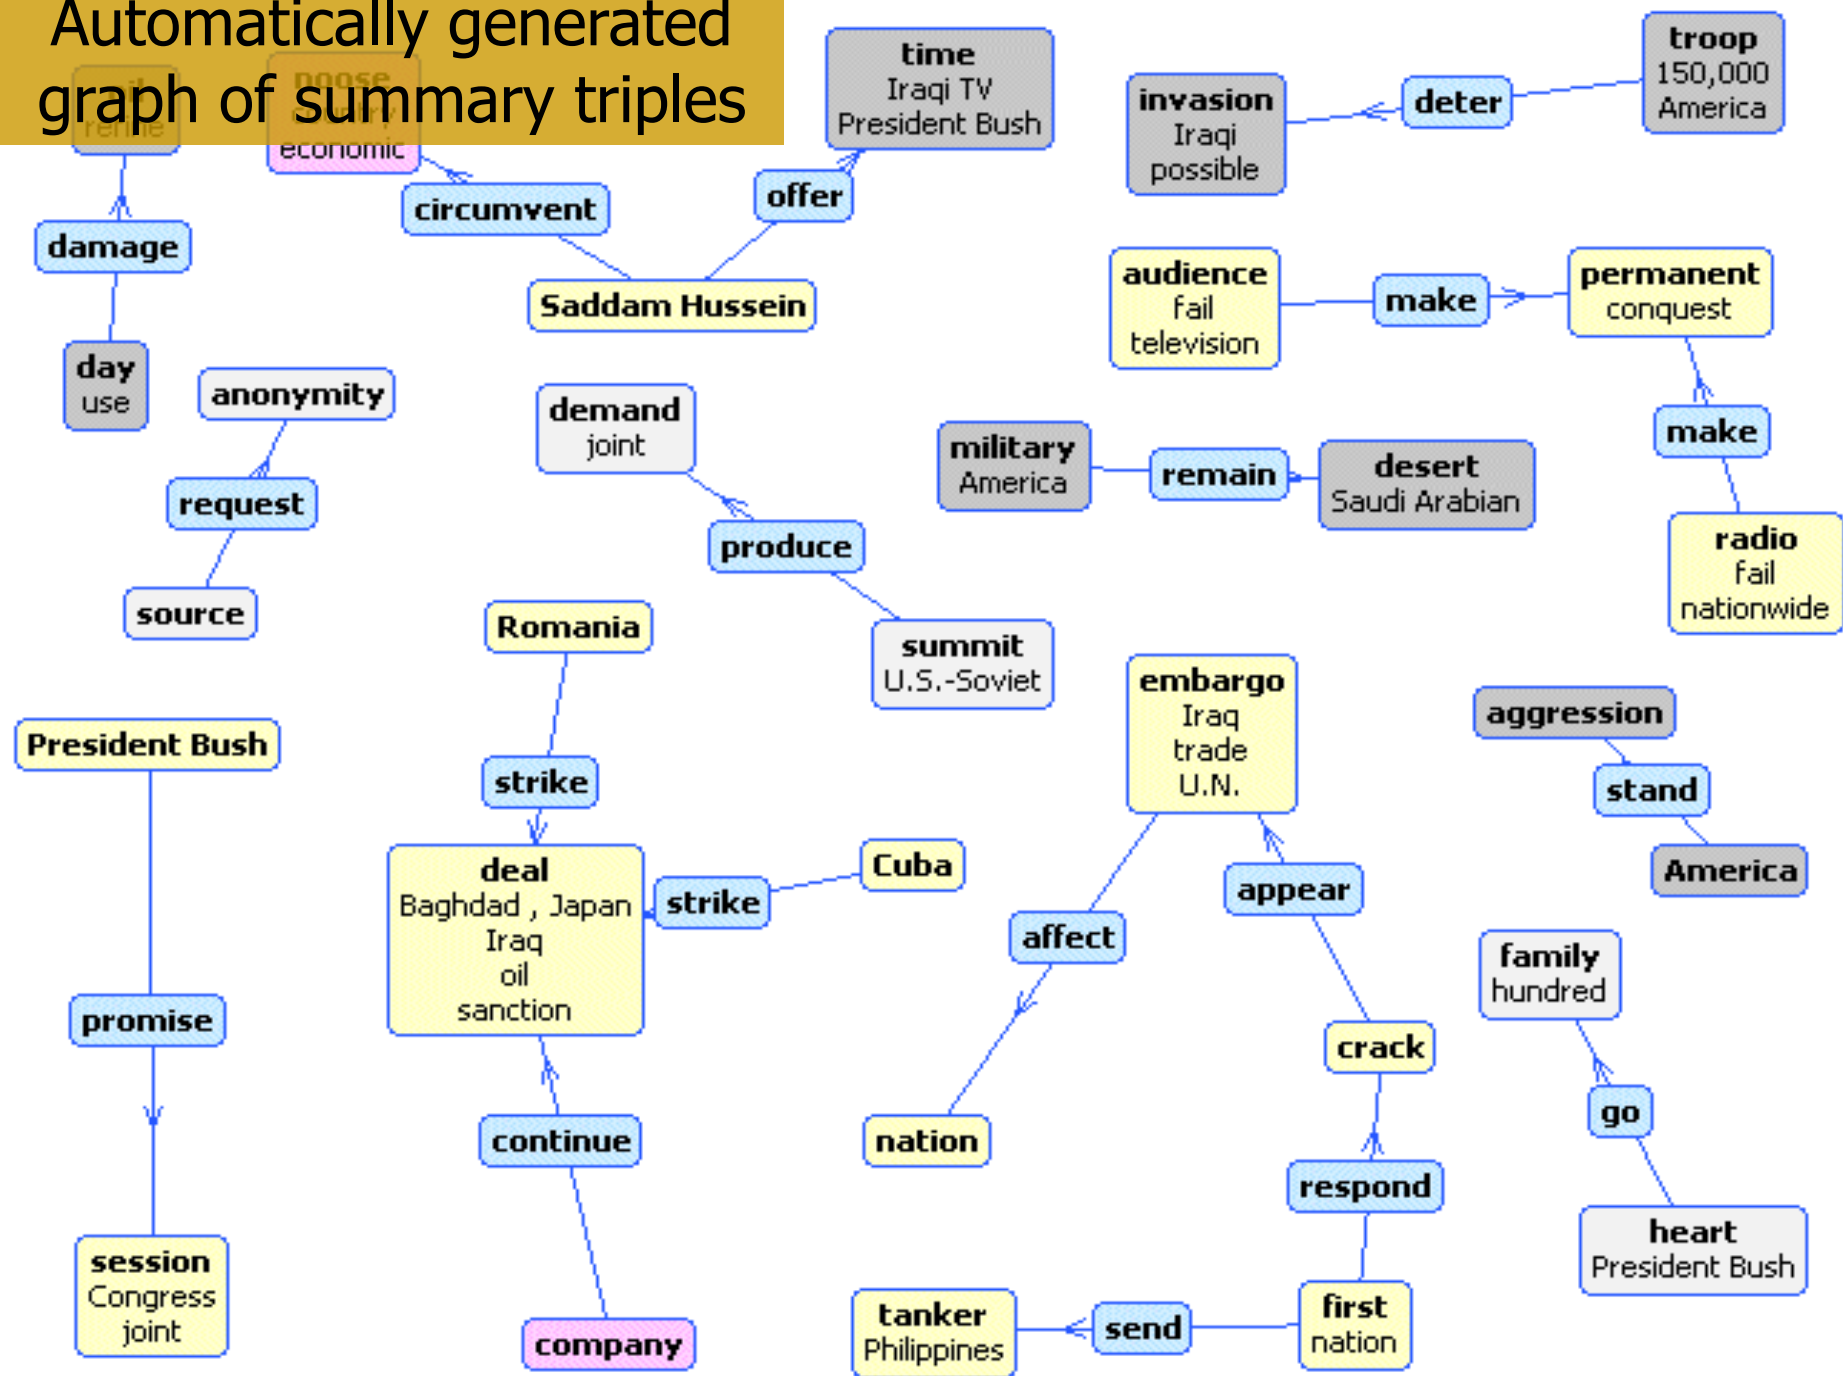 Automatically generated
graph of summary triples
oil
refine
noose
country
economic
time
Iraqi TV
President Bush
invasion
Iraqi
possible
deter
troop
150,000
America
circumvent
offer
damage
Saddam Hussein
audience
fail
television
make
permanent
conquest
day
use
anonymity
demand
joint
military
America
remain
desert
Saudi Arabian
make
request
produce
radio
fail
nationwide
source
Romania
summit
U.S.-Soviet
embargo
Iraq
trade
U.N.
aggression
President Bush
strike
stand
deal
Baghdad , Japan
Iraq
oil
sanction
strike
Cuba
appear
America
affect
family
hundred
promise
crack
continue
nation
go
respond
session
Congress
joint
heart
President Bush
company
tanker
Philippines
send
first
nation